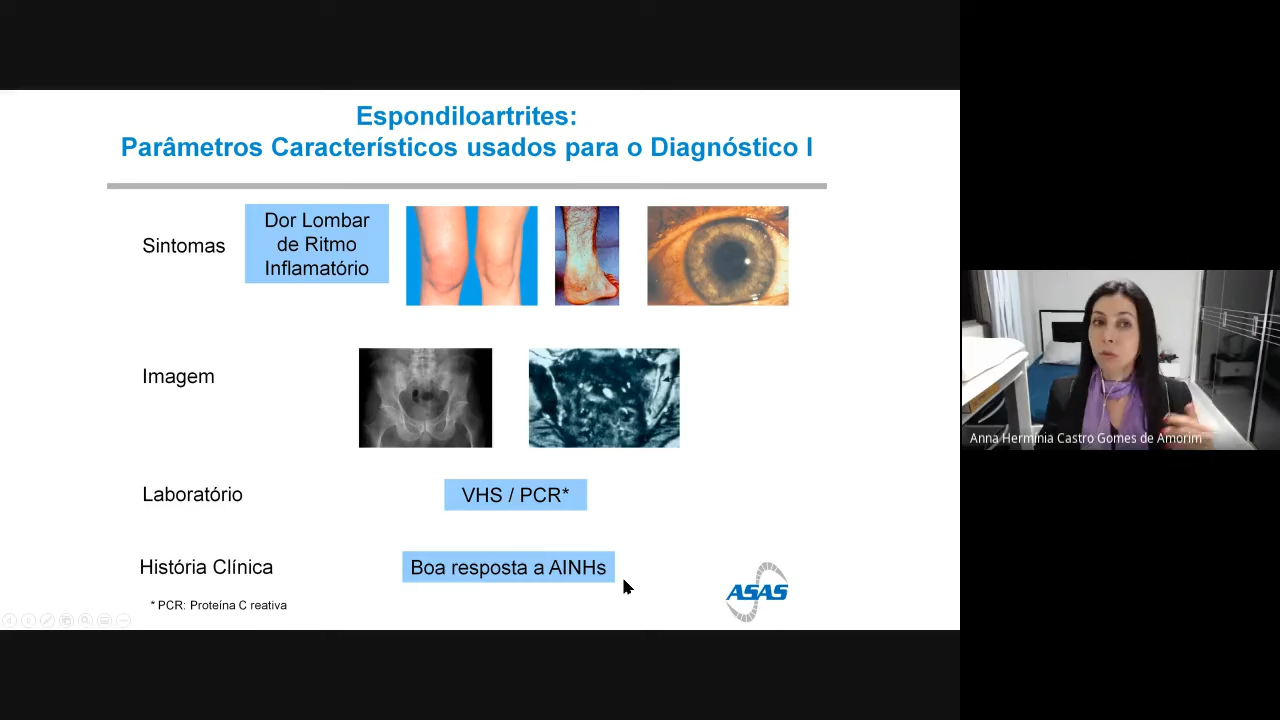 Espondiloartrites:
Parâmetros Característicos usados para o Diagnóstico I
Sintomas
Dor Lombar
de Ritmo
Inflamatório
Imagem
Laboratório
VHS / PCR*
História Clínica
Boa resposta a AINHs
* PCR: Proteína C reativa
ASAS
Anna Hermínia Castro Gomes de Amorim